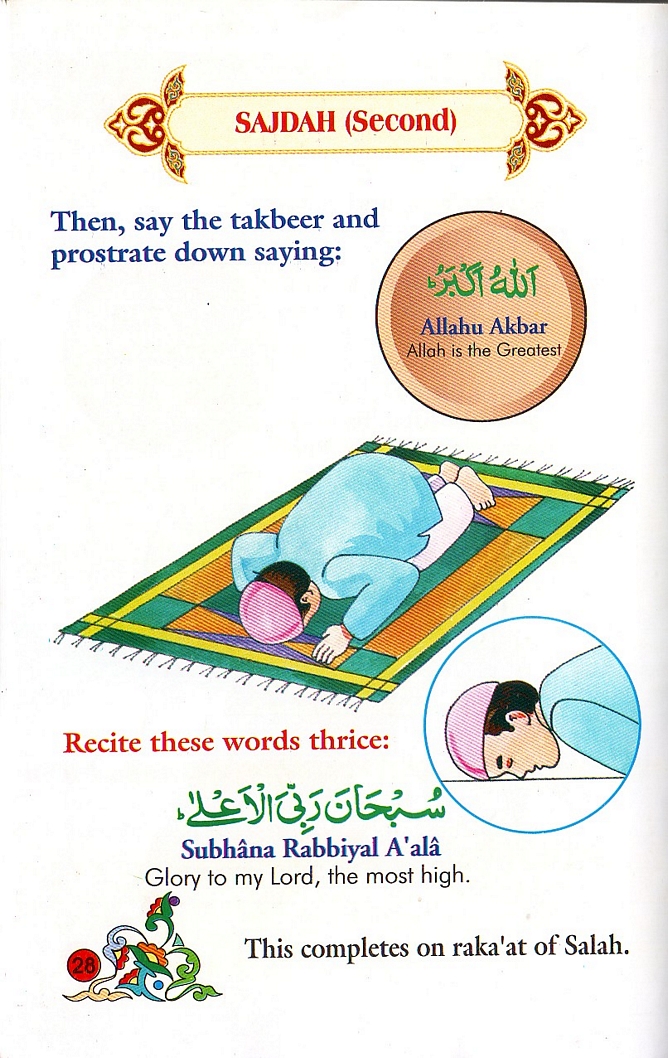 SAJDAH (Second)
Then, say the takbeer and
prostrate down saying:
اَللّٰهُ اَكْبَرُ ؕ
Allahu Akbar
Allah is the Greatest
Recite these words thrice:
سُبْحَانَ رَبِّيَ الْاَعْلٰى ؕ
Subhâna Rabbiyal A'alâ
Glory to my Lord, the most high.
This completes on raka'at of Salah.
28